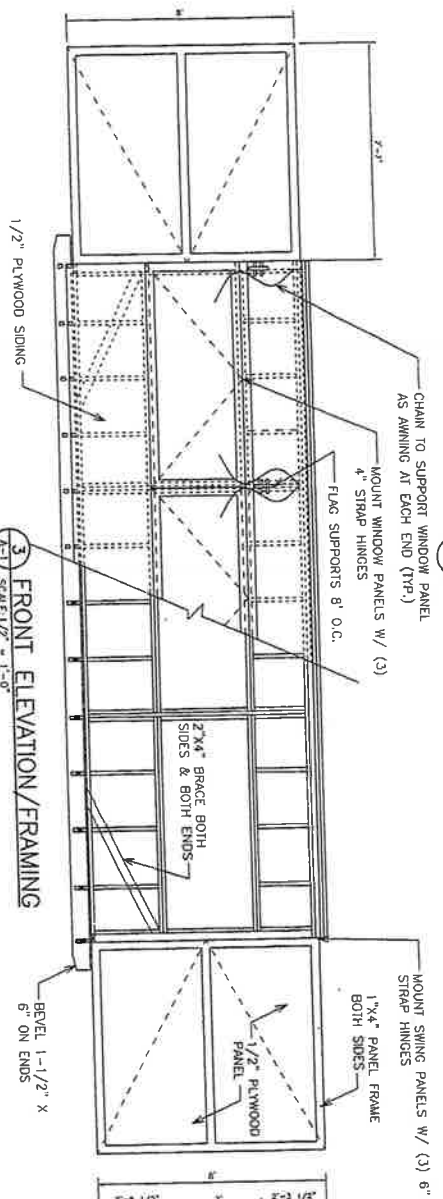 8'
CHAIN TO SUPPORT WINDOW PANEL
AS AWNING AT EACH END (TYP.)
MOUNT WINDOW PANELS W/ (3)
4" STRAP HINGES
FLAG SUPPORTS 8' O.C.
MOUNT SWING PANELS W/ (3) 6"
STRAP HINGES
1"X4" PANEL FRAME
BOTH SIDES
1/2" PLYWOOD
PANEL
2"X4" BRACE BOTH
SIDES & BOTH ENDS
1/2" PLYWOOD SIDING
BEVEL 1-1/2" X
6" ON ENDS
3
A-1
FRONT ELEVATION/FRAMING
SCALE:1/2" = 1'-0"
8'